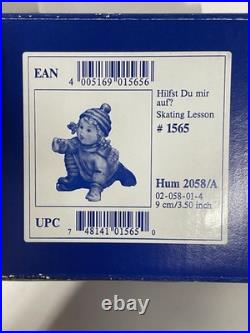 EAN
4 005169 015656
Hilfst Du mir
auf?
Skating Lesson
# 1565
Hum 2058/A
02-058-01-4
9 cm/3.50 inch
UPC
7 48141 01565 0